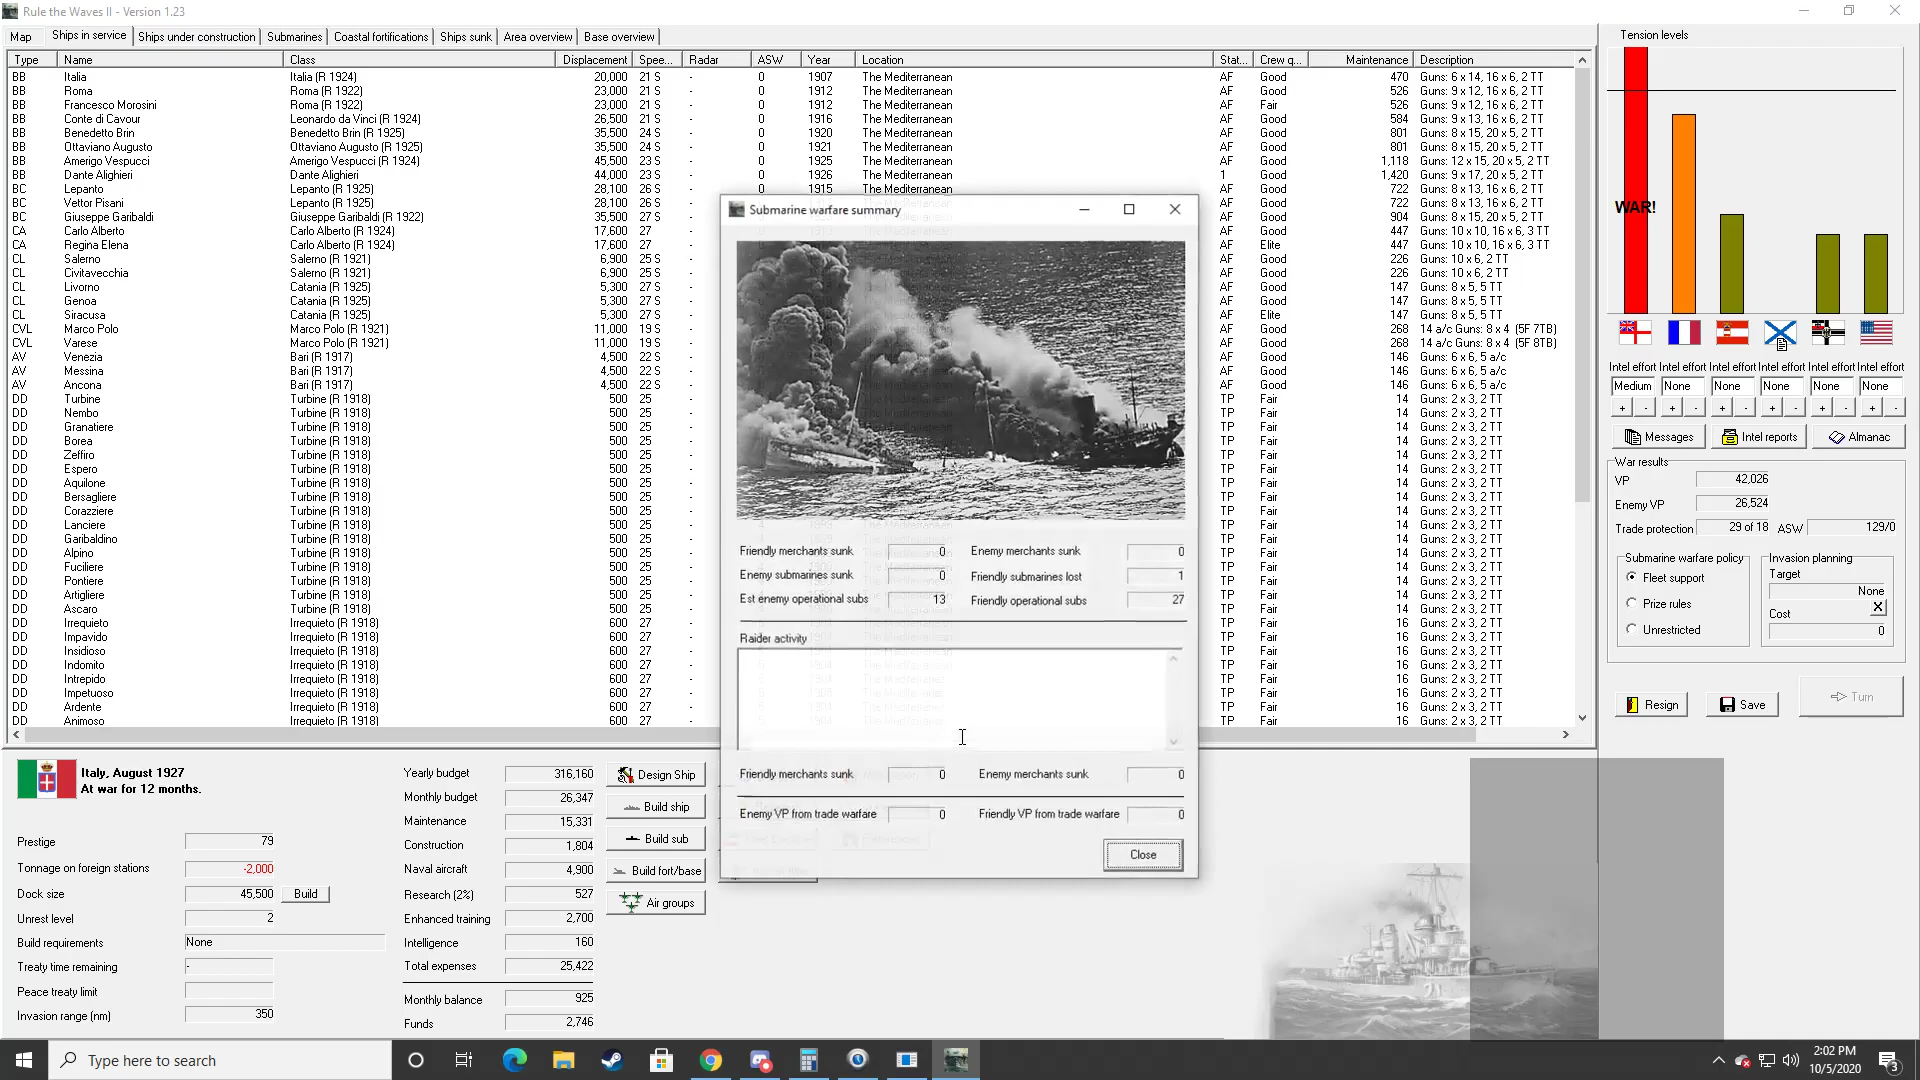 Rule the Waves II - Version 1.23
Map Ships in service Ships under construction Submarines Coastal fortifications Ships sunk Area overview Base overview
Type Name Class Displacement Spee... Radar ASW Year Location Stat... Crew q... Maintenance Description
BB Italia Italia (R 1924) 20,000 21 S - 0 1907 The Mediterranean AF Good 470 Guns: 6 x 14, 16 x 6, 2 TT
BB Roma Roma (R 1922) 23,000 21 S - 0 1912 The Mediterranean AF Good 526 Guns: 9 x 12, 16 x 6, 2 TT
BB Francesco Morosini Roma (R 1922) 23,000 21 S - 0 1912 The Mediterranean AF Fair 526 Guns: 9 x 12, 16 x 6, 2 TT
BB Conte di Cavour Leonardo da Vinci (R 1924) 26,500 21 S - 0 1916 The Mediterranean AF Good 584 Guns: 9 x 13, 16 x 6, 2 TT
BB Benedetto Brin Benedetto Brin (R 1925) 35,500 24 S - 0 1920 The Mediterranean AF Good 801 Guns: 8 x 15, 20 x 5, 2 TT
BB Ottaviano Augusto Ottaviano Augusto (R 1925) 35,500 24 S - 0 1921 The Mediterranean AF Good 801 Guns: 8 x 15, 20 x 5, 2 TT
BB Amerigo Vespucci Amerigo Vespucci (R 1924) 45,500 23 S - 0 1925 The Mediterranean AF Good 1,118 Guns: 12 x 15, 20 x 5, 2 TT
BB Dante Alighieri Dante Alighieri 44,000 23 S - 0 1926 The Mediterranean 1 Good 1,420 Guns: 9 x 17, 20 x 5, 2 TT
BC Lepanto Lepanto (R 1925) 28,100 26 S - 0 1915 The Mediterranean AF Good 722 Guns: 8 x 13, 16 x 6, 2 TT
BC Vettor Pisani Lepanto (R 1925) 28,100 26 S - AF Good 722 Guns: 8 x 13, 16 x 6, 2 TT
BC Giuseppe Garibaldi Giuseppe Garibaldi (R 1922) 35,500 27 S - AF Good 904 Guns: 8 x 15, 20 x 5, 2 TT
CA Carlo Alberto Carlo Alberto (R 1924) 17,600 27 - AF Good 447 Guns: 10 x 10, 16 x 6, 3 TT
CA Regina Elena Carlo Alberto (R 1924) 17,600 27 - AF Elite 447 Guns: 10 x 10, 16 x 6, 3 TT
CL Salerno Salerno (R 1921) 6,900 25 S - AF Good 226 Guns: 10 x 6, 2 TT
CL Civitavecchia Salerno (R 1921) 6,900 25 S - AF Good 226 Guns: 10 x 6, 2 TT
CL Livorno Catania (R 1925) 5,300 27 S - AF Good 147 Guns: 8 x 5, 5 TT
CL Genoa Catania (R 1925) 5,300 27 S - AF Good 147 Guns: 8 x 5, 5 TT
CL Siracusa Catania (R 1925) 5,300 27 S - AF Elite 147 Guns: 8 x 5, 5 TT
CVL Marco Polo Marco Polo (R 1921) 11,000 19 S - AF Good 268 14 a/c Guns: 8 x 4 (5F 7TB)
CVL Varese Marco Polo (R 1921) 11,000 19 S - AF Good 268 14 a/c Guns: 8 x 4 (5F 8TB)
AV Venezia Bari (R 1917) 4,500 22 S - AF Good 146 Guns: 6 x 6, 5 a/c
AV Messina Bari (R 1917) 4,500 22 S - AF Good 146 Guns: 6 x 6, 5 a/c
AV Ancona Bari (R 1917) 4,500 22 S - AF Good 146 Guns: 6 x 6, 5 a/c
DD Turbine Turbine (R 1918) 500 25 - TP Fair 14 Guns: 2 x 3, 2 TT
DD Nembo Turbine (R 1918) 500 25 - TP Fair 14 Guns: 2 x 3, 2 TT
DD Granatiere Turbine (R 1918) 500 25 - TP Fair 14 Guns: 2 x 3, 2 TT
DD Borea Turbine (R 1918) 500 25 - TP Fair 14 Guns: 2 x 3, 2 TT
DD Zeffiro Turbine (R 1918) 500 25 - TP Fair 14 Guns: 2 x 3, 2 TT
DD Espero Turbine (R 1918) 500 25 - TP Fair 14 Guns: 2 x 3, 2 TT
DD Aquilone Turbine (R 1918) 500 25 - TP Fair 14 Guns: 2 x 3, 2 TT
DD Bersagliere Turbine (R 1918) 500 25 - TP Fair 14 Guns: 2 x 3, 2 TT
DD Corazziere Turbine (R 1918) 500 25 - TP Fair 14 Guns: 2 x 3, 2 TT
DD Lanciere Turbine (R 1918) 500 25 - TP Fair 14 Guns: 2 x 3, 2 TT
DD Garibaldino Turbine (R 1918) 500 25 - TP Fair 14 Guns: 2 x 3, 2 TT
DD Alpino Turbine (R 1918) 500 25 - TP Fair 14 Guns: 2 x 3, 2 TT
DD Fuciliere Turbine (R 1918) 500 25 - TP Fair 14 Guns: 2 x 3, 2 TT
DD Pontiere Turbine (R 1918) 500 25 - TP Fair 14 Guns: 2 x 3, 2 TT
DD Artigliere Turbine (R 1918) 500 25 - TP Fair 14 Guns: 2 x 3, 2 TT
DD Ascaro Turbine (R 1918) 500 25 - TP Fair 14 Guns: 2 x 3, 2 TT
DD Irrequieto Irrequieto (R 1918) 600 27 - TP Fair 16 Guns: 2 x 3, 2 TT
DD Impavido Irrequieto (R 1918) 600 27 - TP Fair 16 Guns: 2 x 3, 2 TT
DD Insidioso Irrequieto (R 1918) 600 27 - TP Fair 16 Guns: 2 x 3, 2 TT
DD Indomito Irrequieto (R 1918) 600 27 - TP Fair 16 Guns: 2 x 3, 2 TT
DD Intrepido Irrequieto (R 1918) 600 27 - TP Fair 16 Guns: 2 x 3, 2 TT
DD Impetuoso Irrequieto (R 1918) 600 27 - TP Fair 16 Guns: 2 x 3, 2 TT
DD Ardente Irrequieto (R 1918) 600 27 - TP Fair 16 Guns: 2 x 3, 2 TT
DD Animoso Irrequieto (R 1918) 600 27 - TP Fair 16 Guns: 2 x 3, 2 TT
Submarine warfare summary
Friendly merchants sunk 0 Enemy merchants sunk 0
Enemy submarines sunk 0 Friendly submarines lost 1
Est enemy operational subs 13 Friendly operational subs 27
Raider activity
Friendly merchants sunk 0 Enemy merchants sunk 0
Enemy VP from trade warfare 0 Friendly VP from trade warfare 0
Close
Tension levels
WAR!
Intel effort Intel effort Intel effort Intel effort Intel effort Intel effort
Medium None None None None None
+ - + - + - + - + - + -
Messages Intel reports Almanac
War results
VP 42,026
Enemy VP 26,524
Trade protection 29 of 18 ASW 129/0
Submarine warfare policy
Fleet support
Prize rules
Unrestricted
Invasion planning
Target
None
Cost X
0
Resign Save Turn
Italy, August 1927
At war for 12 months.
Prestige 79
Tonnage on foreign stations -2,000
Dock size 45,500 Build
Unrest level 2
Build requirements None
Treaty time remaining -
Peace treaty limit
Invasion range (nm) 350
Yearly budget 316,160
Monthly budget 26,347
Maintenance 15,331
Construction 1,804
Naval aircraft 4,900
Research (2%) 527
Enhanced training 2,700
Intelligence 160
Total expenses 25,422
Monthly balance 925
Funds 2,746
Design Ship
Build ship
Build sub
Build fort/base
Air groups
Type here to search
2:02 PM
10/5/2020
3